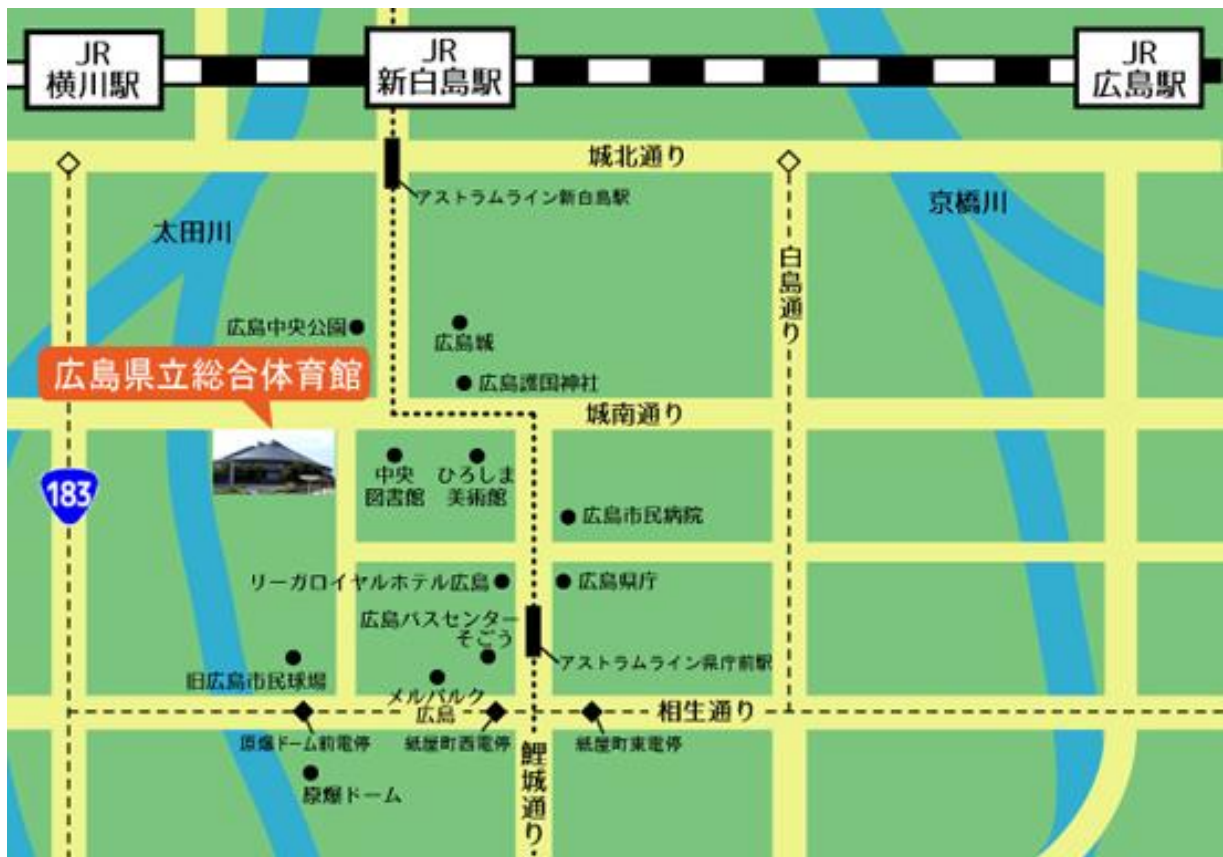 JR
横川駅
JR
新白島駅
JR
広島駅
城北通り
アストラムライン新白島駅
太田川
京橋川
白島通り
広島中央公園
広島城
広島県立総合体育館
広島護国神社
城南通り
中央
図書館
ひろしま
美術館
183
広島市民病院
リーガロイヤルホテル広島
広島県庁
広島バスセンター
そごう
アストラムライン県庁前駅
旧広島市民球場
メルパルク
広島
相生通り
原爆ドーム前電停
紙屋町西電停
紙屋町東電停
鯉城通り
原爆ドーム